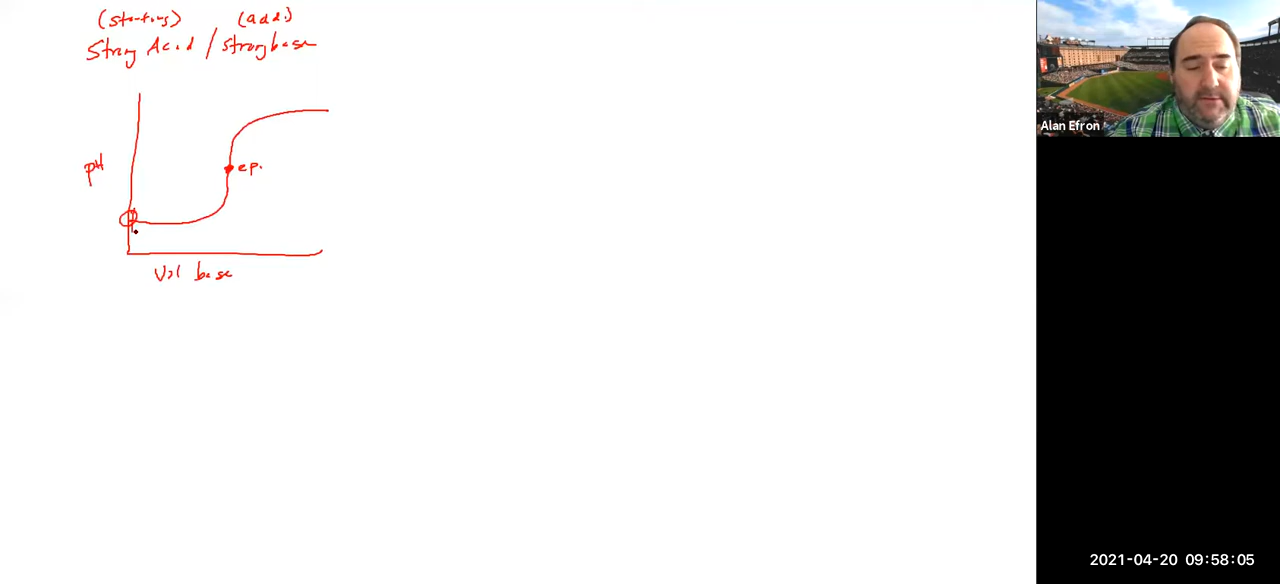 (starting) (add.)
Strong Acid / strong base
pH
e.p.
Vol base
Alan Efron
2021-04-20 09:58:05